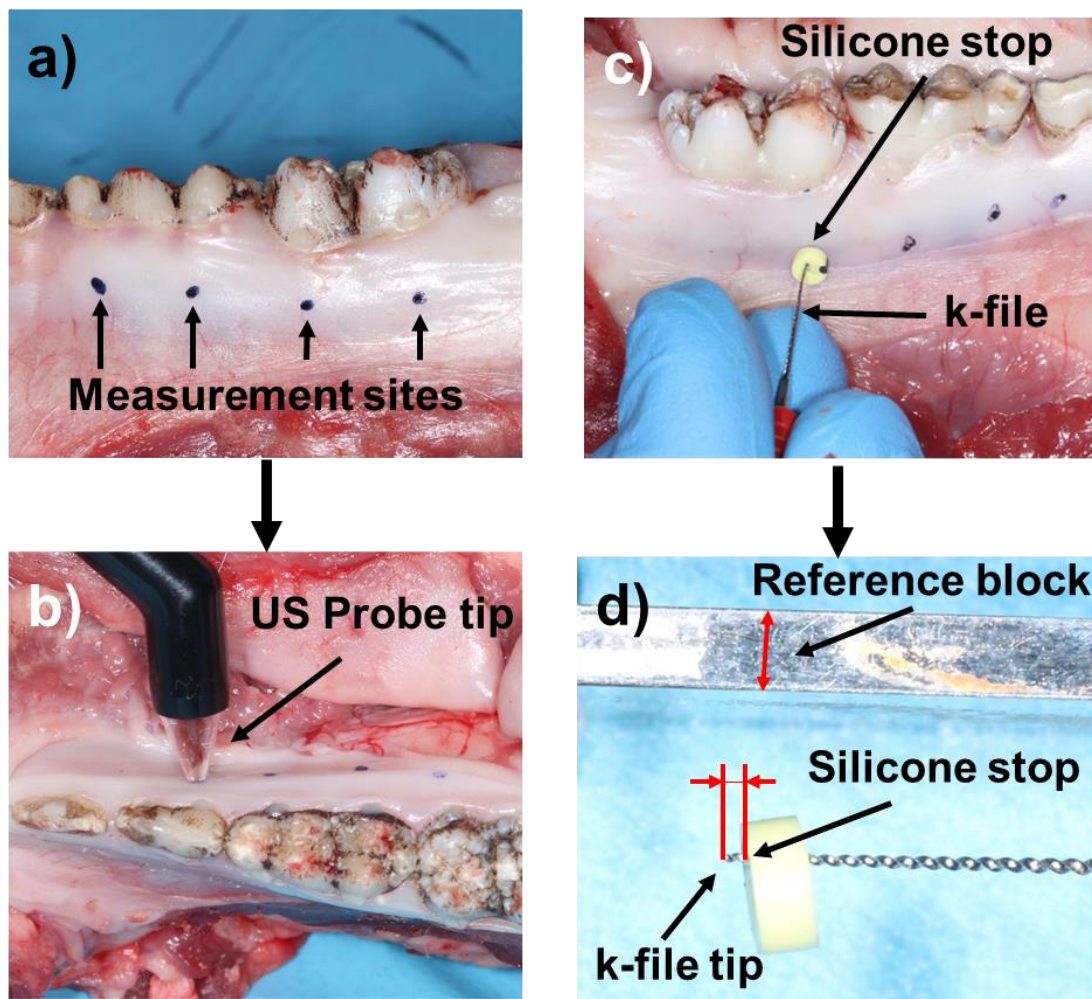 a)
Measurement sites
b)
US Probe tip
c)
Silicone stop
k-file
d)
Reference block
Silicone stop
k-file tip